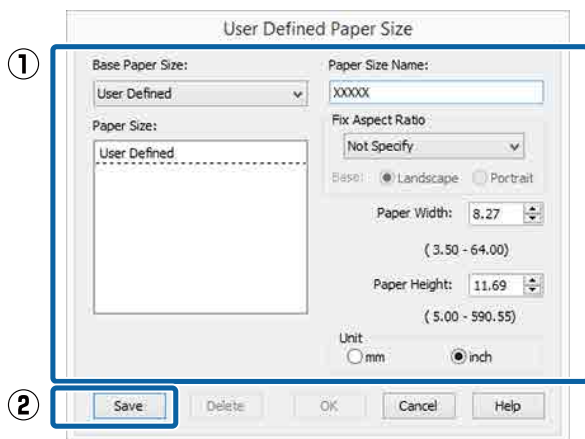 User Defined Paper Size
①
Base Paper Size:
User Defined
Paper Size:
User Defined
Paper Size Name:
XXXXX
Fix Aspect Ratio
Not Specify
Base: Landscape Portrait
Paper Width: 8.27
( 3.50 - 64.00)
Paper Height: 11.69
( 5.00 - 590.55)
Unit
mm inch
②
Save Delete OK Cancel Help